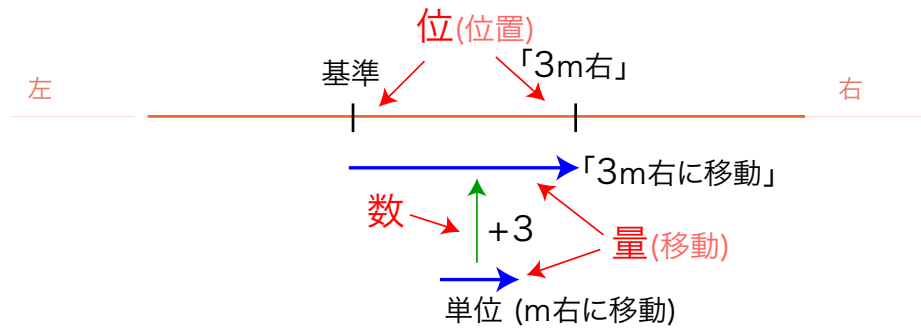 位(位置)
基準
「3m右」
左
右
「3m右に移動」
数
+3
量(移動)
単位 (m右に移動)